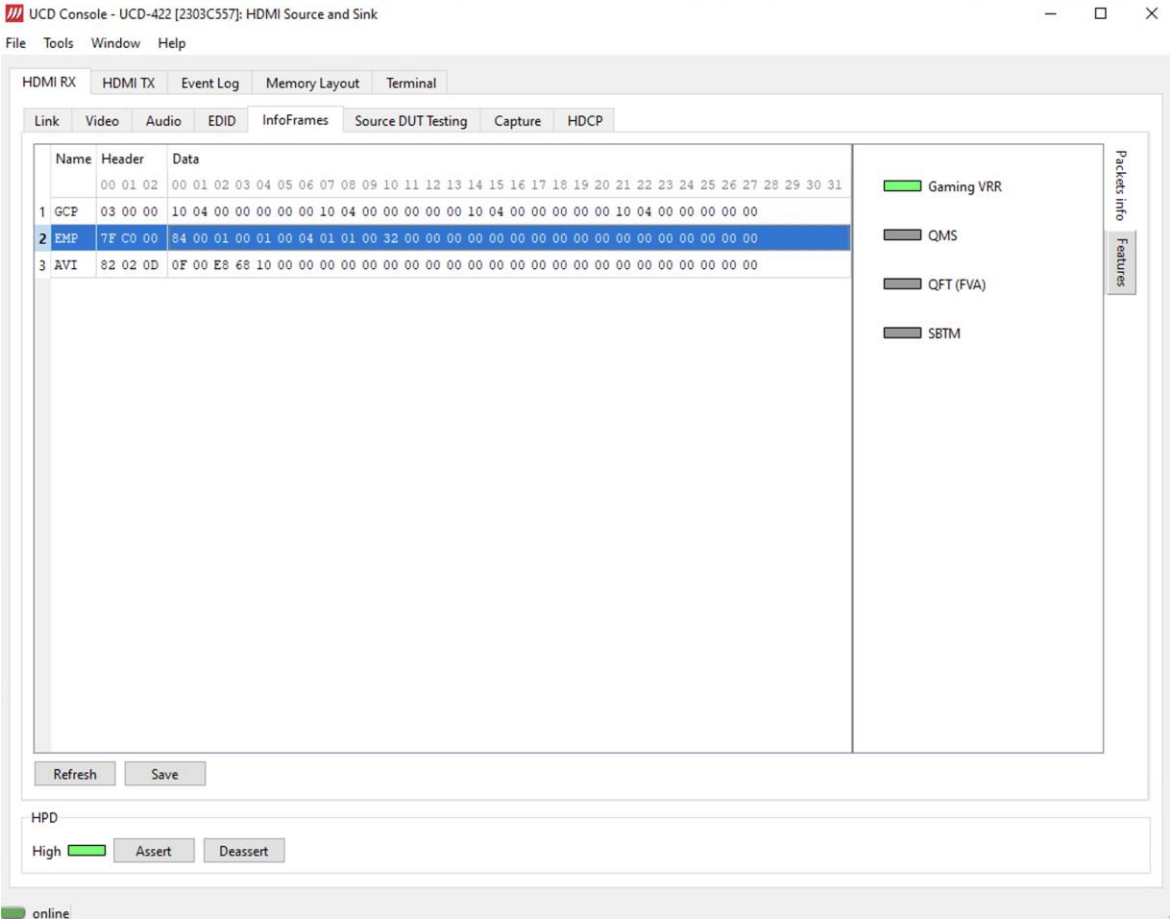 UCD Console - UCD-422 [2303C557]: HDMI Source and Sink
File Tools Window Help
HDMI RX HDMI TX Event Log Memory Layout Terminal
Link Video Audio EDID InfoFrames Source DUT Testing Capture HDCP
Name Header Data
00 01 02 00 01 02 03 04 05 06 07 08 09 10 11 12 13 14 15 16 17 18 19 20 21 22 23 24 25 26 27 28 29 30 31
1 GCP 03 00 00 10 04 00 00 00 00 00 10 04 00 00 00 00 00 10 04 00 00 00 00 00 10 04 00 00 00 00 00
2 EMP 7F C0 00 84 00 01 00 01 00 04 01 01 00 32 00 00 00 00 00 00 00 00 00 00 00 00 00 00 00 00 00
3 AVI 82 02 0D 0F 00 E8 68 10 00 00 00 00 00 00 00 00 00 00 00 00 00 00 00 00 00 00 00 00 00 00 00
Gaming VRR
QMS
QFT (FVA)
SBTM
Packets info
Features
Refresh Save
HPD
High Assert Deassert
online